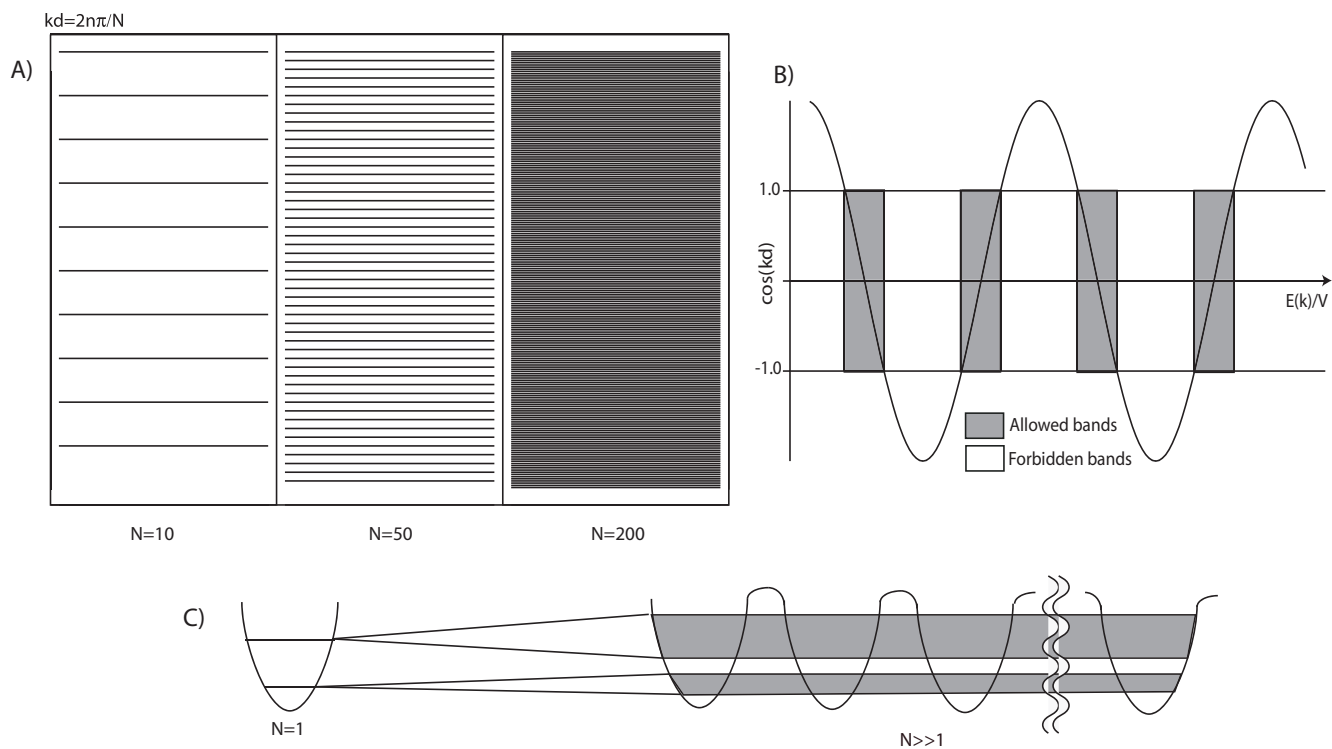 kd=2nπ/N
A)
N=10
N=50
N=200
B)
1.0
cos(kd)
E(k)/V
-1.0
Allowed bands
Forbidden bands
C)
N=1
N>>1